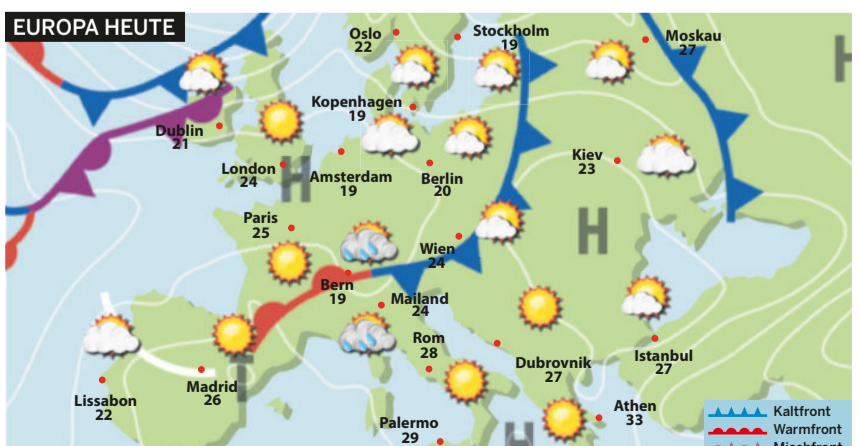 EUROPA HEUTE
Oslo
22
Stockholm
19
Moskau
27
H
Kopenhagen
19
Dublin
21
London
24
H
Amsterdam
19
Berlin
20
Kiev
23
Paris
25
H
Wien
24
Bern
19
Mailand
24
Rom
28
Dubrovnik
27
Istanbul
27
Lissabon
22
Madrid
26
T
Palermo
29
H
Athen
33
Kaltfront
Warmfront
Mischfront